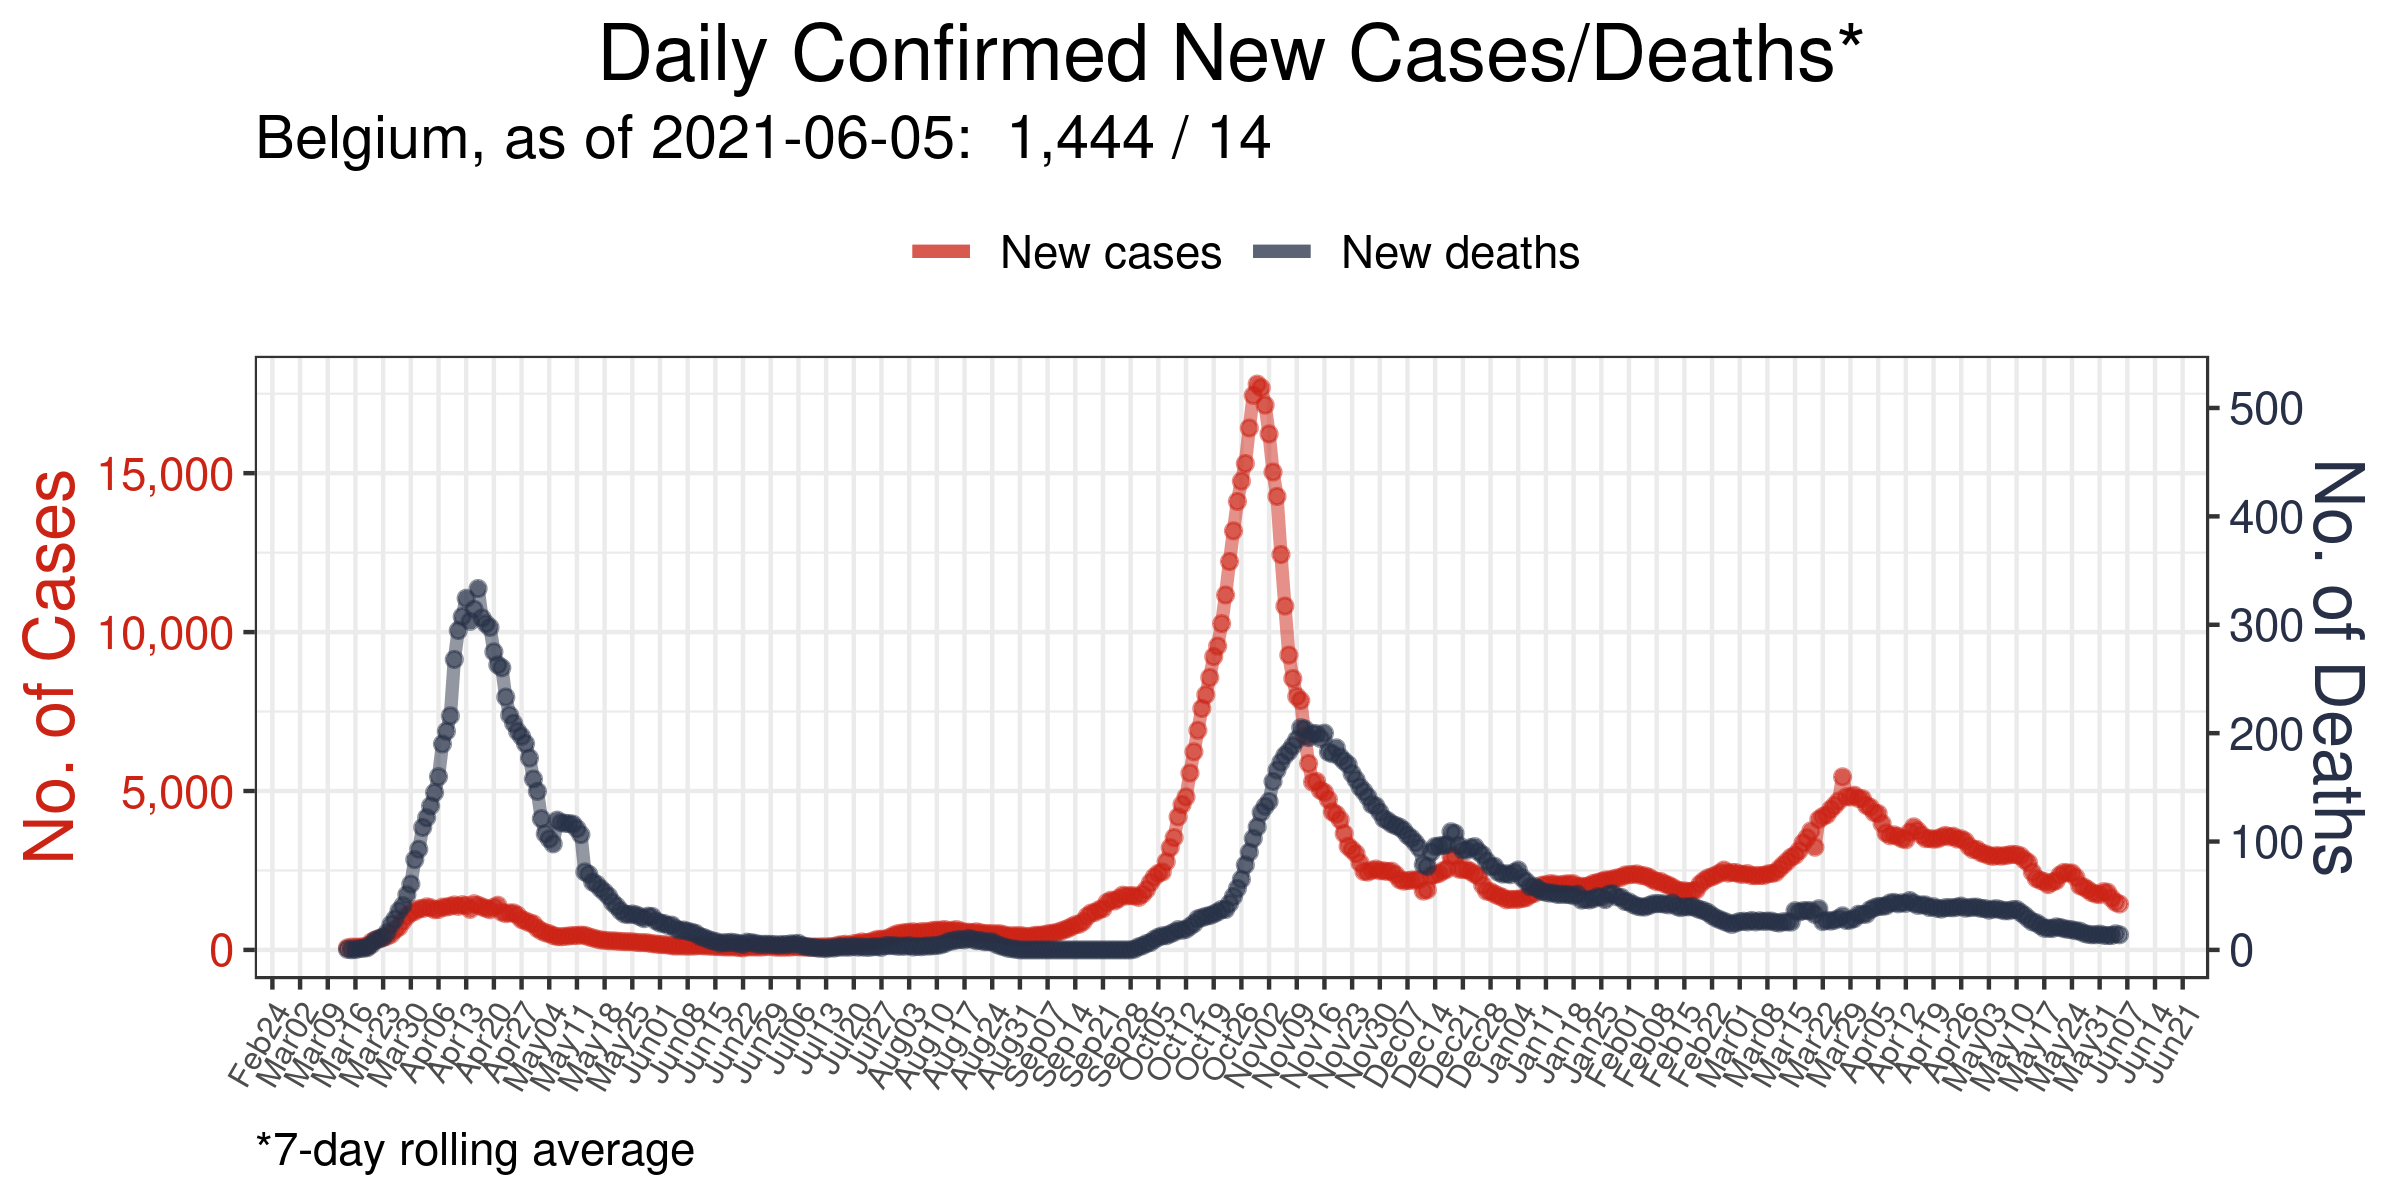 Daily Confirmed New Cases/Deaths*
Belgium, as of 2021-06-05:  1,444 / 14
New cases
New deaths
No. of Cases
15,000
10,000
5,000
0
500
400
300
200
100
0
No. of Deaths
Feb24
Mar02
Mar09
Mar16
Mar23
Mar30
Apr06
Apr13
Apr20
Apr27
May04
May11
May18
May25
Jun01
Jun08
Jun15
Jun22
Jun29
Jul06
Jul13
Jul20
Jul27
Aug03
Aug10
Aug17
Aug24
Aug31
Sep07
Sep14
Sep21
Sep28
Oct05
Oct12
Oct19
Oct26
Nov02
Nov09
Nov16
Nov23
Nov30
Dec07
Dec14
Dec21
Dec28
Jan04
Jan11
Jan18
Jan25
Feb01
Feb08
Feb15
Feb22
Mar01
Mar08
Mar15
Mar22
Mar29
Apr05
Apr12
Apr19
Apr26
May03
May10
May17
May24
May31
Jun07
Jun14
Jun21
*7-day rolling average